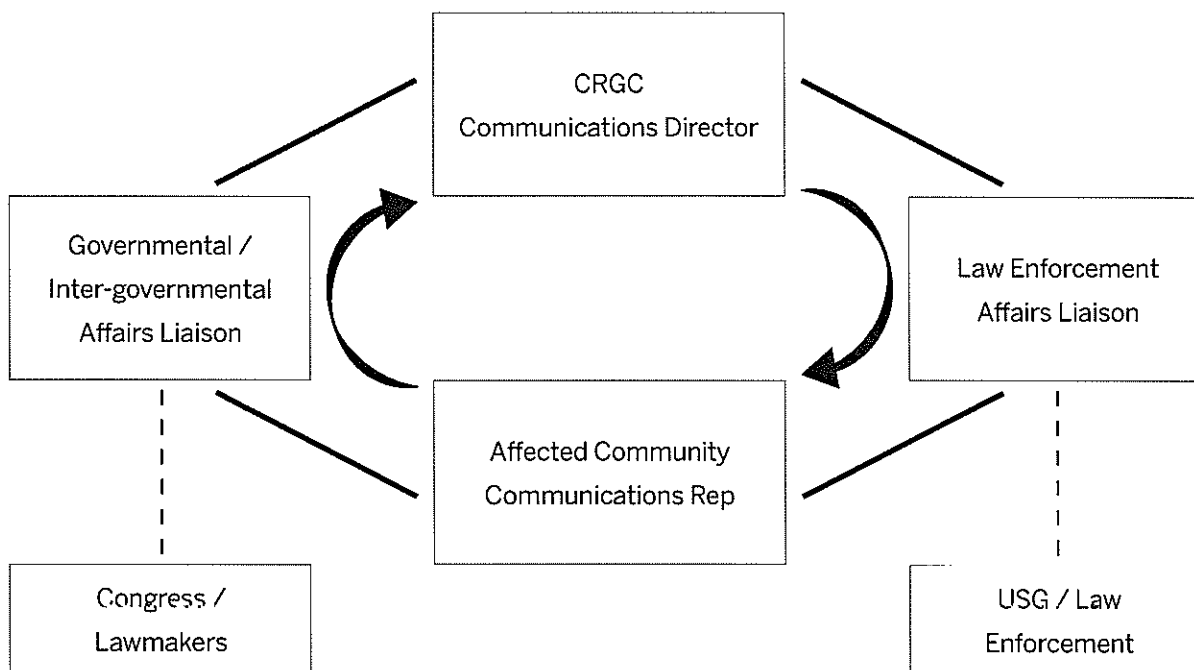 CRGC
Communications Director
Governmental /
Inter-governmental
Affairs Liaison
Law Enforcement
Affairs Liaison
Affected Community
Communications Rep
Congress /
Lawmakers
USG / Law
Enforcement